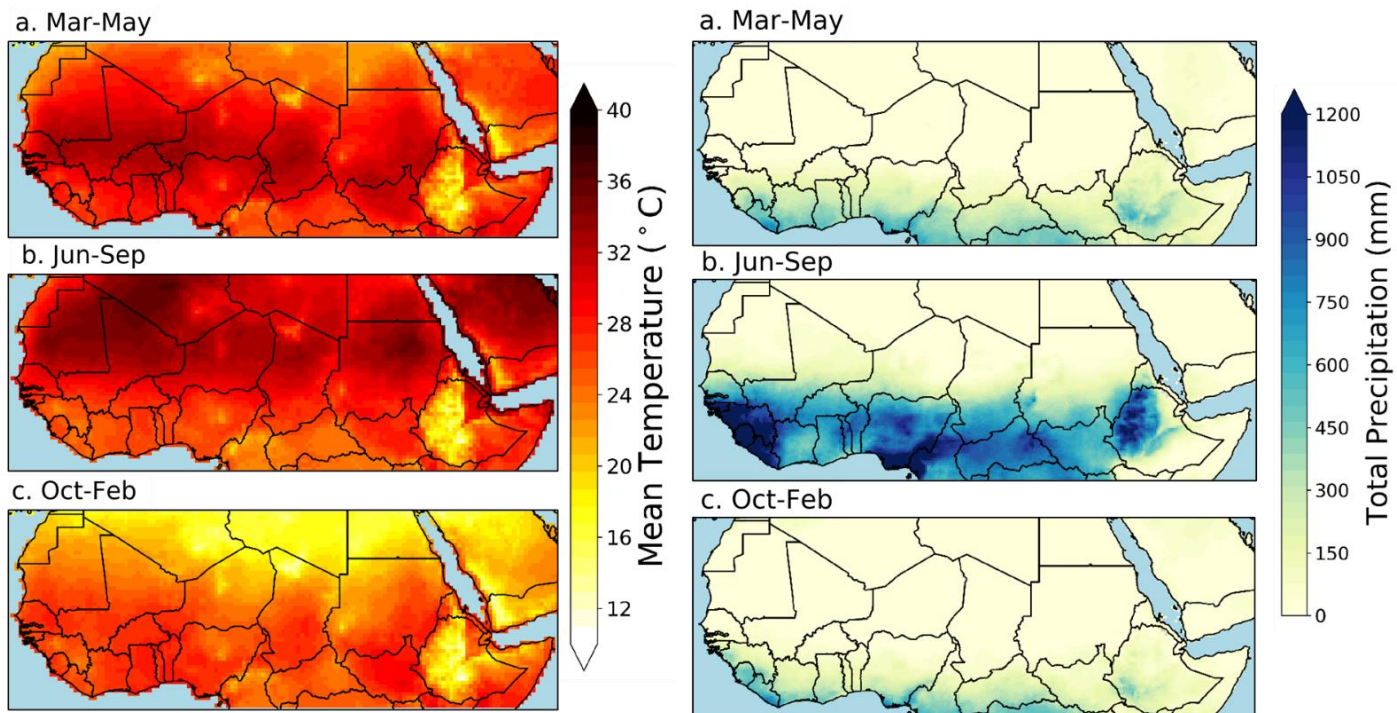 a. Mar-May
b. Jun-Sep
c. Oct-Feb
40
36
32
28
24
20
16
12
Mean Temperature (°C)
a. Mar-May
b. Jun-Sep
c. Oct-Feb
1200
1050
900
750
600
450
300
150
0
Total Precipitation (mm)